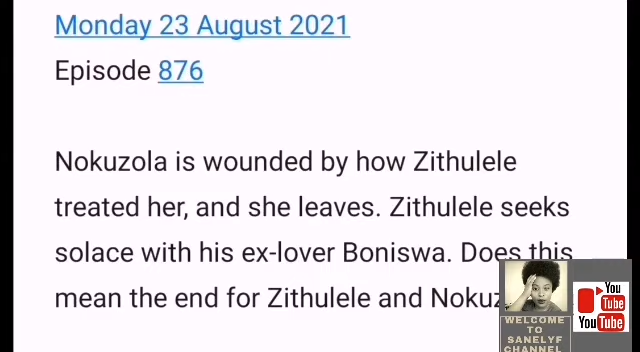 Monday 23 August 2021
Episode 876
Nokuzola is wounded by how Zithulele
treated her, and she leaves. Zithulele seeks
solace with his ex-lover Boniswa. Does this
mean the end for Zithulele and
WELCOME
TO
SANELYF
CHANNEL
You
Tube
YouTube